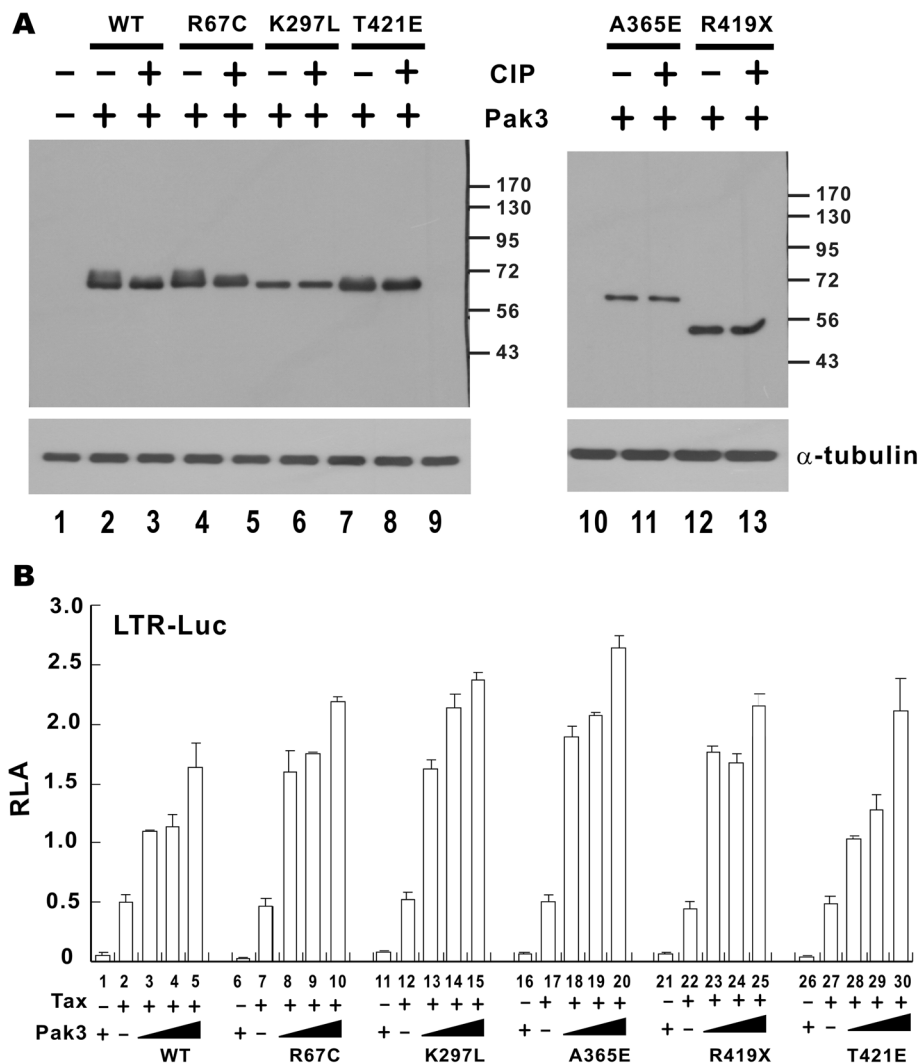 A
WT R67C K297L T421E A365E R419X
− − + − + − + − + CIP − + − +
− + + + + + + + + Pak3 + + + +
170
130
95
72
56
43
170
130
95
72
56
43
α-tubulin
1 2 3 4 5 6 7 8 9 10 11 12 13
B
LTR-Luc
RLA
3.0
2.5
2.0
1.5
1.0
0.5
0
1 2 3 4 5 6 7 8 9 10 11 12 13 14 15 16 17 18 19 20 21 22 23 24 25 26 27 28 29 30
Tax − + + + + − + + + + − + + + + − + + + + − + + + + − + + + +
Pak3 + − + − + − + − + − + −
WT R67C K297L A365E R419X T421E